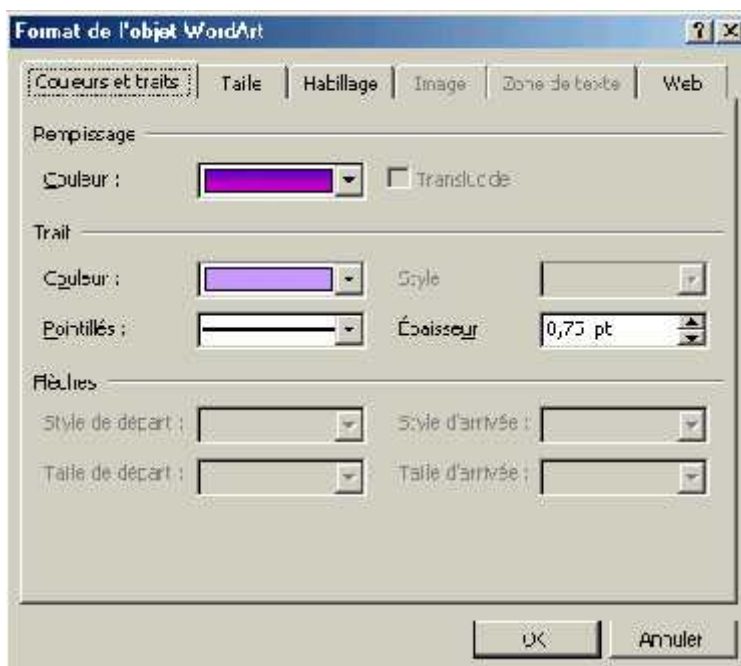 Format de l'objet WordArt
Couleurs et traits Taille Habillage Image Zone de texte Web
Remplissage
Couleur : Translucide
Trait
Couleur : Style
Pointillés : Épaisseur 0,75 pt
Flèches
Style de départ : Style d'arrivée :
Taille de départ : Taille d'arrivée :
OK Annuler